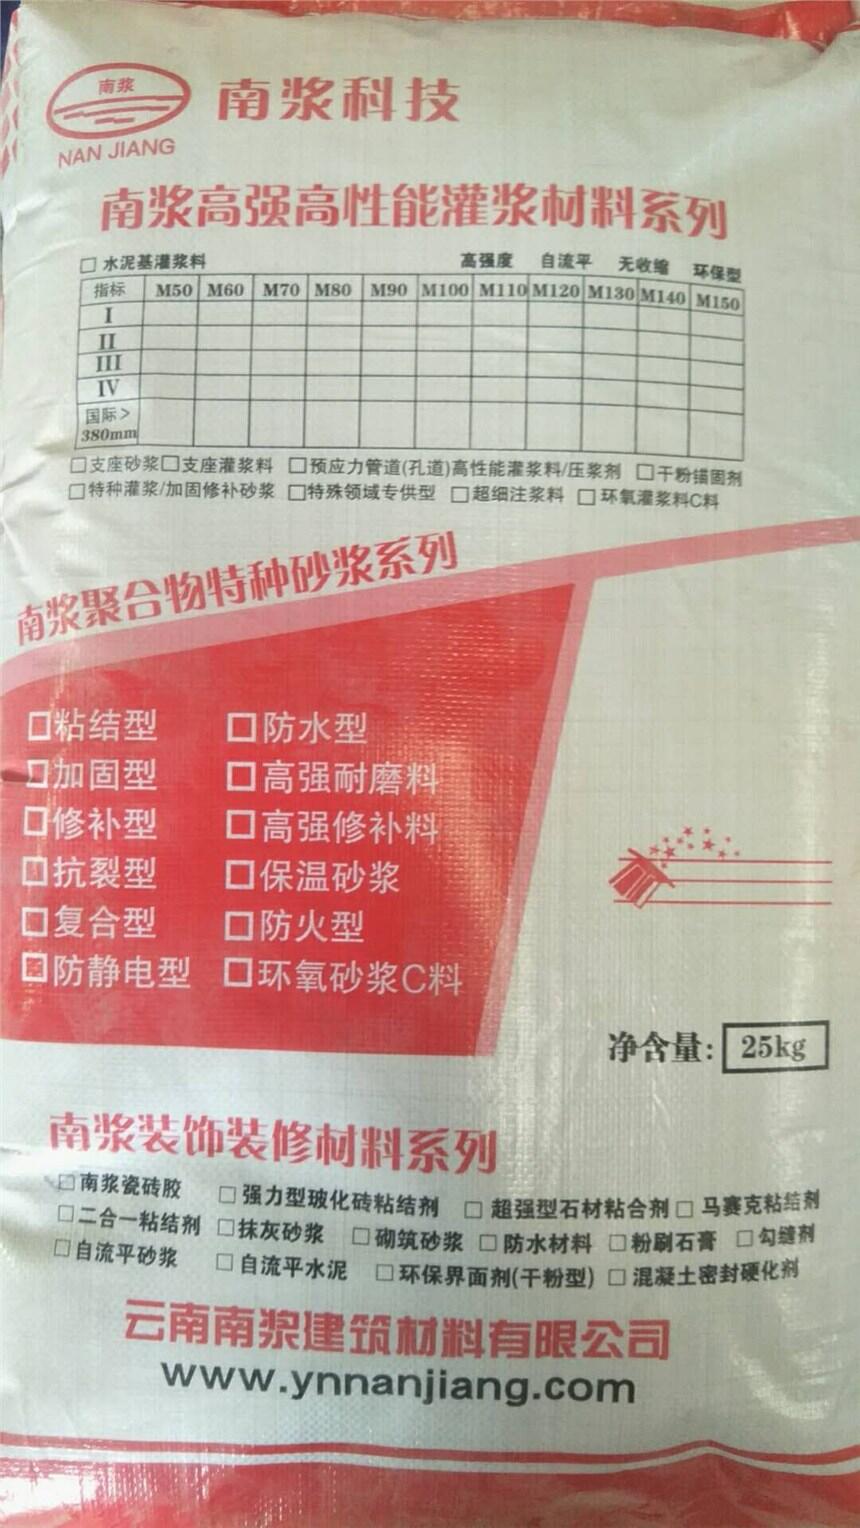 南浆
NAN JIANG
南浆科技
南浆高强高性能灌浆材料系列
□ 水泥基灌浆料 高强度 自流平 无收缩 环保型
指标 M50 M60 M70 M80 M90 M100 M110 M120 M130 M140 M150
I
II
III
IV
国际>
380mm
□支座砂浆□支座灌浆料 □预应力管道(孔道)高性能灌浆料/压浆剂 □干粉锚固剂
□特种灌浆/加固修补砂浆 □特殊领域专供型 □超细注浆料 □环氧灌浆料C料
南浆聚合物特种砂浆系列
□粘结型 □防水型
□加固型 □高强耐磨料
□修补型 □高强修补料
□抗裂型 □保温砂浆
□复合型 □防火型
□防静电型 □环氧砂浆C料
净含量: 25kg
南浆装饰装修材料系列
□南浆瓷砖胶 □强力型玻化砖粘结剂 □超强型石材粘合剂 □马赛克粘结剂
□二合一粘结剂 □抹灰砂浆 □砌筑砂浆 □防水材料 □粉刷石膏 □勾缝剂
□自流平砂浆 □自流平水泥 □环保界面剂(干粉型) □混凝土密封硬化剂
云南南浆建筑材料有限公司
www.ynnanjiang.com